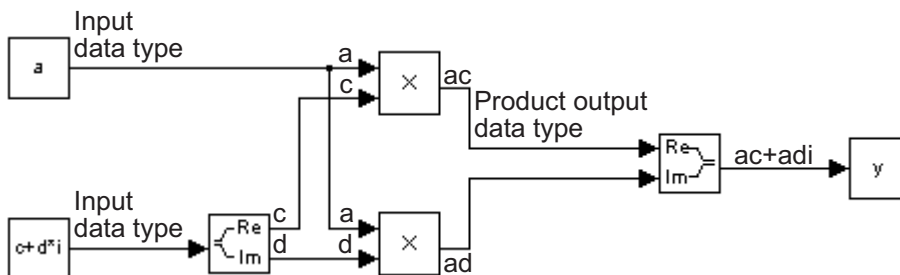 Input
data type
a
a
c
×
ac
Product output
data type
Re
Im
ac+adi
y
Input
data type
c+d*i
Re
Im
c
d
a
d
×
ad